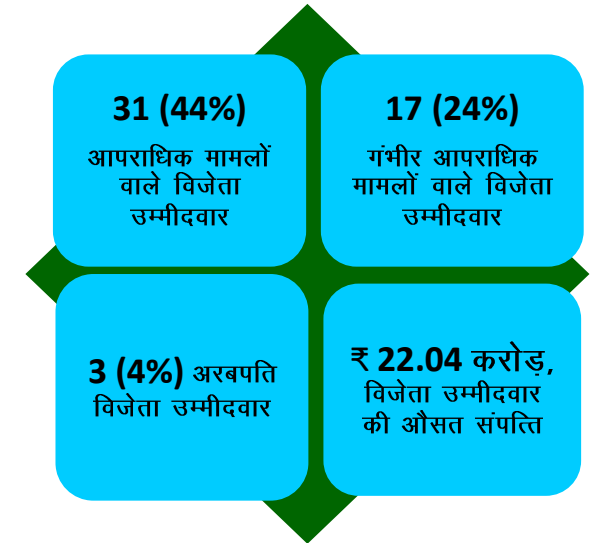 31 (44%)
आपराधिक मामलों
वाले विजेता
उम्मीदवार
17 (24%)
गंभीर आपराधिक
मामलों वाले विजेता
उम्मीदवार
3 (4%) अरबपति
विजेता उम्मीदवार
₹ 22.04 करोड़,
विजेता उम्मीदवार
की औसत संपत्ति